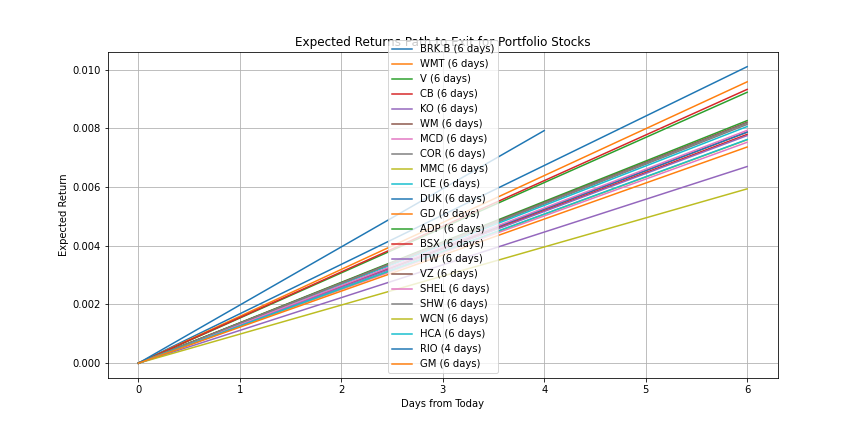 Expected Returns Path to Exit for Portfolio Stocks
BRK.B (6 days)
WMT (6 days)
V (6 days)
CB (6 days)
KO (6 days)
WM (6 days)
MCD (6 days)
COR (6 days)
MMC (6 days)
ICE (6 days)
DUK (6 days)
GD (6 days)
ADP (6 days)
BSX (6 days)
ITW (6 days)
VZ (6 days)
SHEL (6 days)
SHW (6 days)
WCN (6 days)
HCA (6 days)
RIO (4 days)
GM (6 days)
Expected Return
0.010
0.008
0.006
0.004
0.002
0.000
0 1 2 3 4 5 6
Days from Today